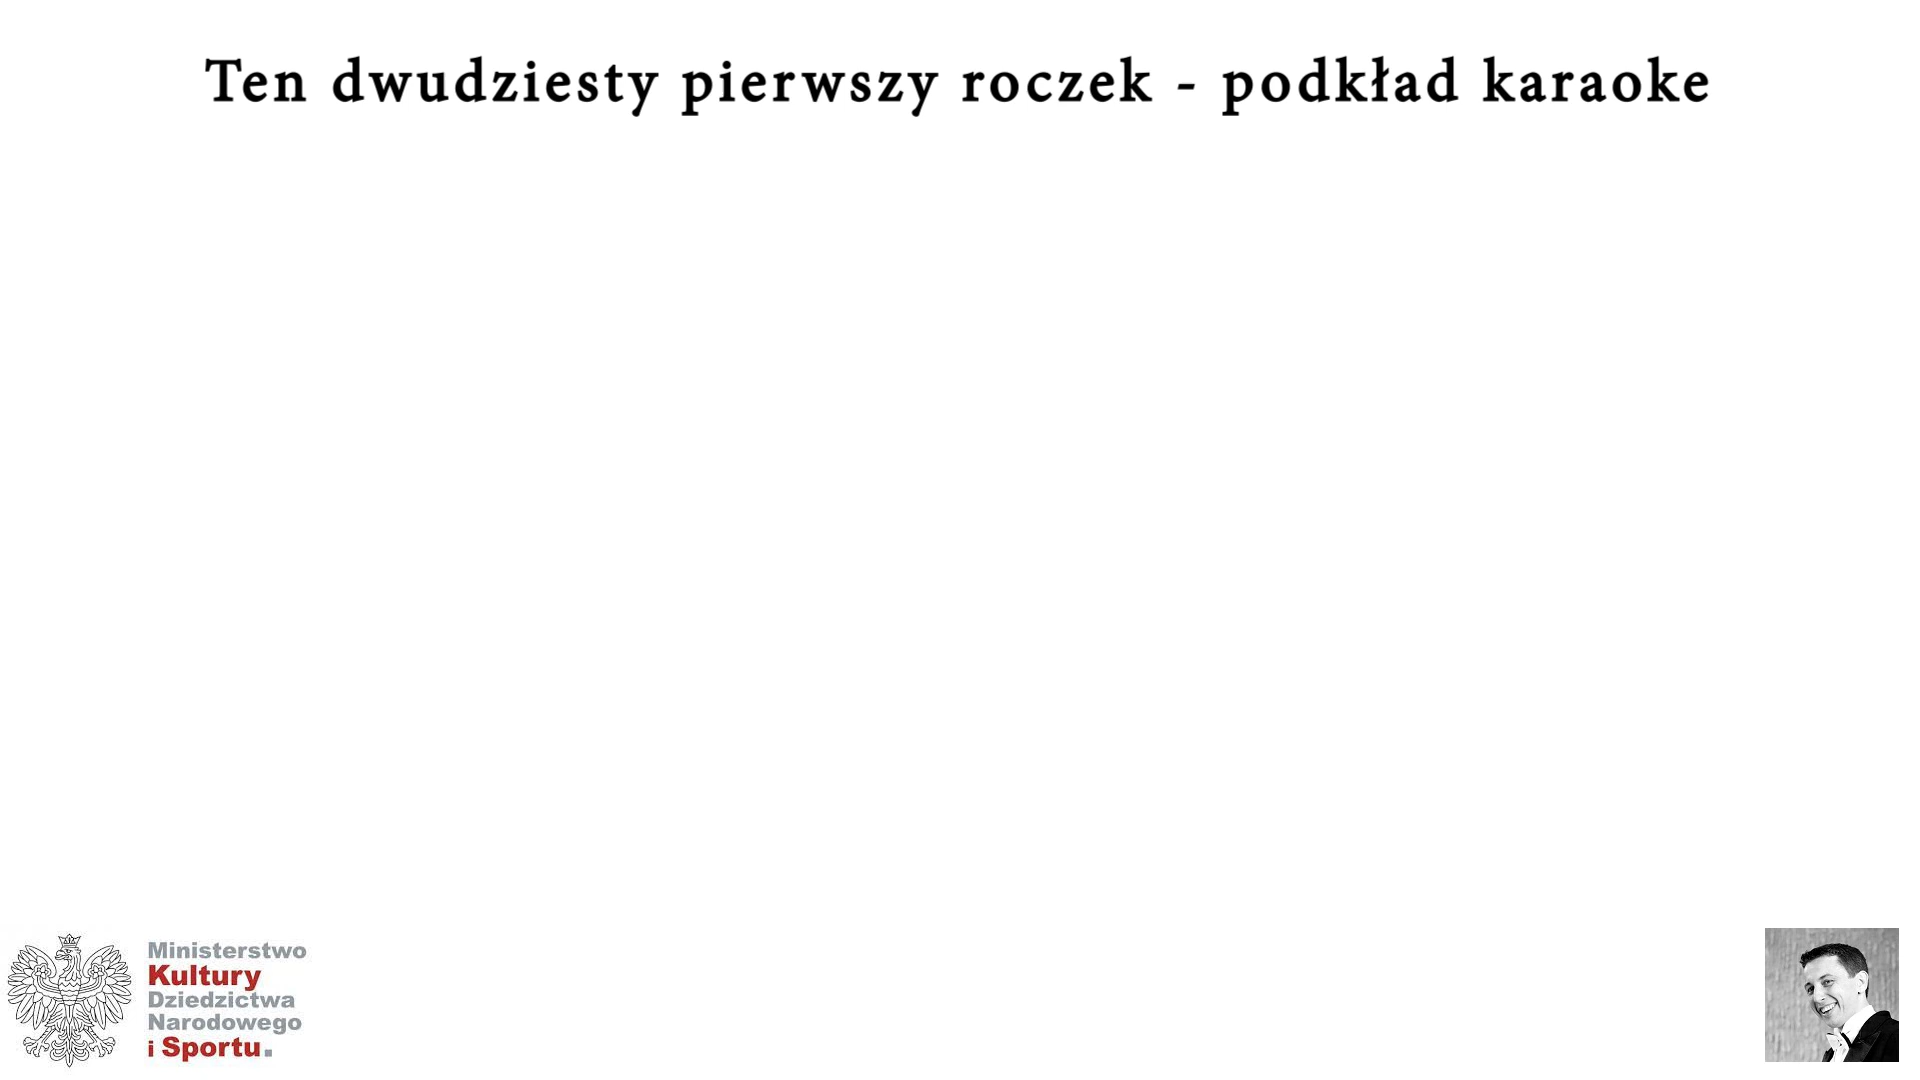 Ten dwudziesty pierwszy roczek - podkład karaoke
Ministerstwo
Kultury
Dziedzictwa
Narodowego
i Sportu.